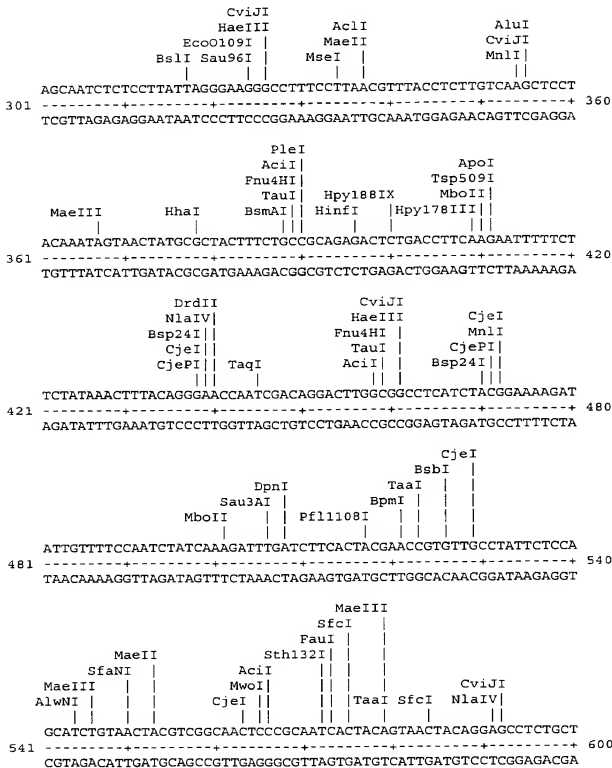 CviJI
HaeIII AclI AluI
EcoO109I MaeII CviJI
BslI Sau96I MseI MnlI
AGCAATCTCTCCTTATTAGGGAAGGGCCTTTCCTTAACGTTTACCTCTTGTCAAGCTCCT
301 360
TCGTTAGAGAGGAATAATCCCTTCCCGGAAAGGAATTGCAAATGGAGAACAGTTCGAGGA
PleI
AciI ApoI
Fnu4HI Tsp509I
TauI Hpy188IX MboII
MaeIII HhaI BsmAI HinfI Hpy178III
ACAAATAGTAACTATGCGCTACTTTCTGCCGCAGAGACTCTGACCTTCAAGAATTTTTCT
361 420
TGTTTATCATTGATACGCGATGAAAGACGGCGTCTCTGAGACTGGAAGTTCTTAAAAAGA
DrdII CviJI
NlaIV HaeIII CjeI
Bsp24I Fnu4HI MnlI
CjeI TauI CjePI
CjePI TaqI AciI Bsp24I
TCTATAAACTTTACAGGGAACCAATCGACAGGACTTGGCGGCCTCATCTACGGAAAAGAT
421 480
AGATATTTGAAATGTCCCTTGGTTAGCTGTCCTGAACCGCCGGAGTAGATGCCTTTTCTA
CjeI
BsbI
DpnI TaaI
Sau3AI BpmI
MboII Pfl1108I
ATTGTTTTCCAATCTATCAAAGATTTGATCTTCACTACGAACCGTGTTGCCTATTCTCCA
481 540
TAACAAAAGGTTAGATAGTTTCTAAACTAGAAGTGATGCTTGGCACAACGGATAAGAGGT
MaeIII
SfcI
MaeII FauI
SfaNI AciI Sth132I
MaeIII MwoI CviJI
AlwNI CjeI TaaI SfcI NlaIV
GCATCTGTAACTACGTCGGCAACTCCCGCAATCACTACAGTAACTACAGGAGCCTCTGCT
541 600
CGTAGACATTGATGCAGCCGTTGAGGGCGTTAGTGATGTCATTGATGTCCTCGGAGACGA